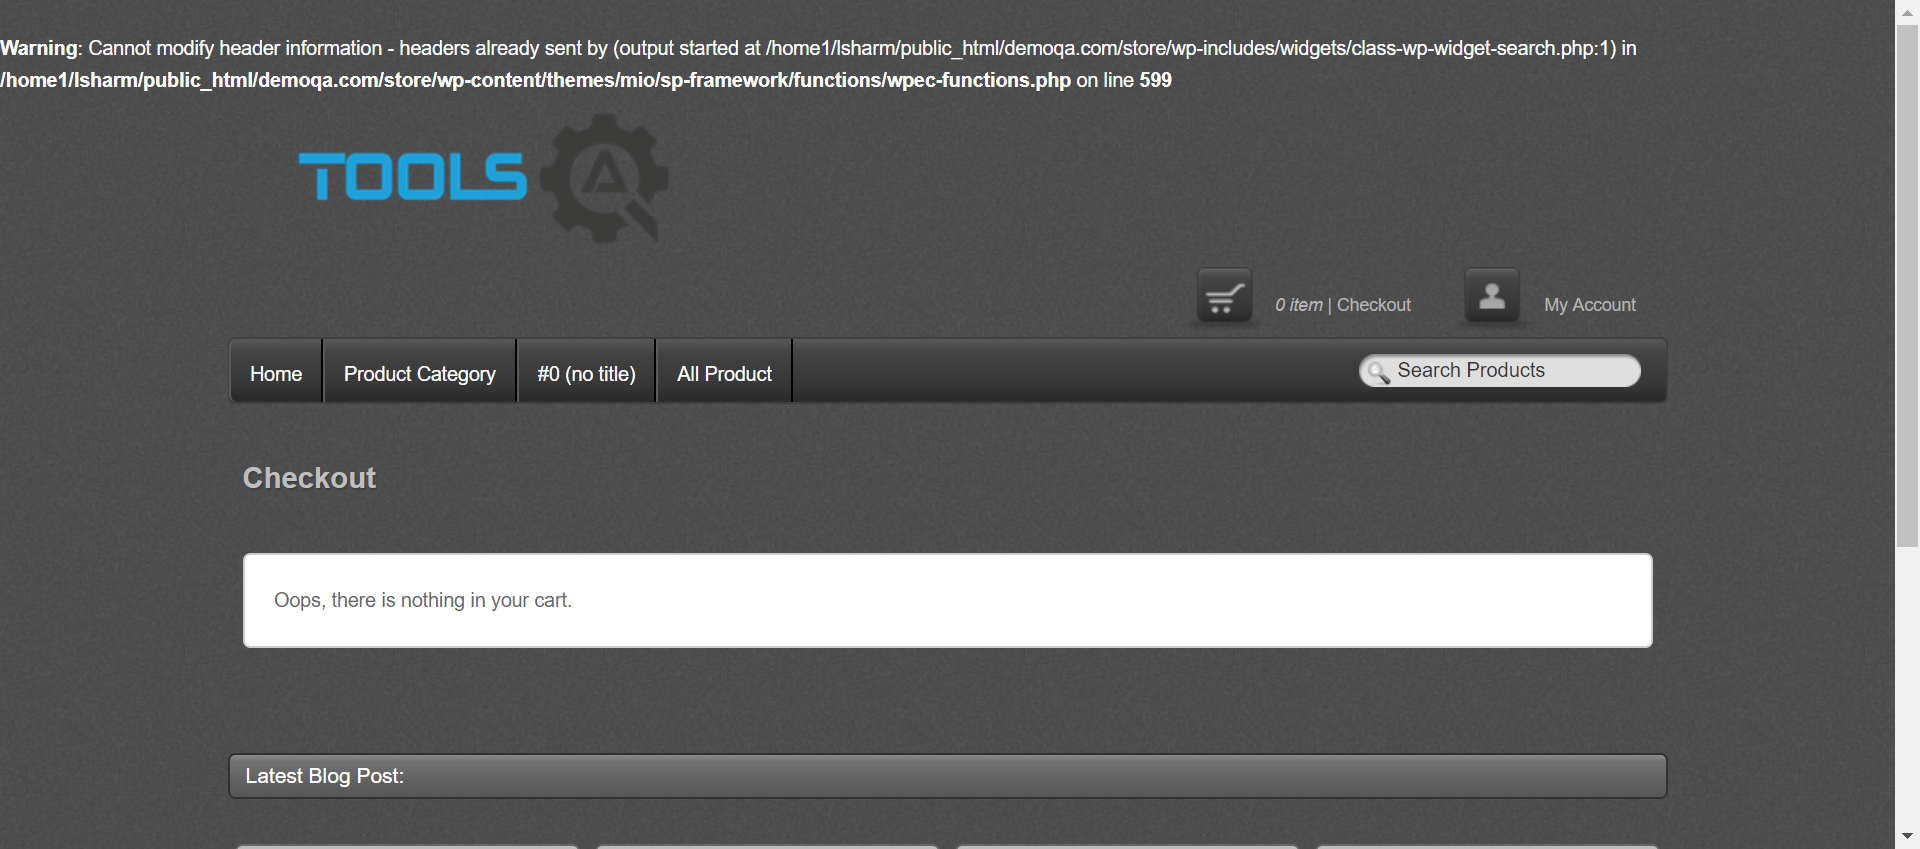 Warning: Cannot modify header information - headers already sent by (output started at /home1/lsharm/public_html/demoqa.com/store/wp-includes/widgets/class-wp-widget-search.php:1) in
/home1/lsharm/public_html/demoqa.com/store/wp-content/themes/mio/sp-framework/functions/wpec-functions.php on line 599
TOOLS QA
0 item | Checkout
My Account
Home
Product Category
#0 (no title)
All Product
Search Products
Checkout
Oops, there is nothing in your cart.
Latest Blog Post: